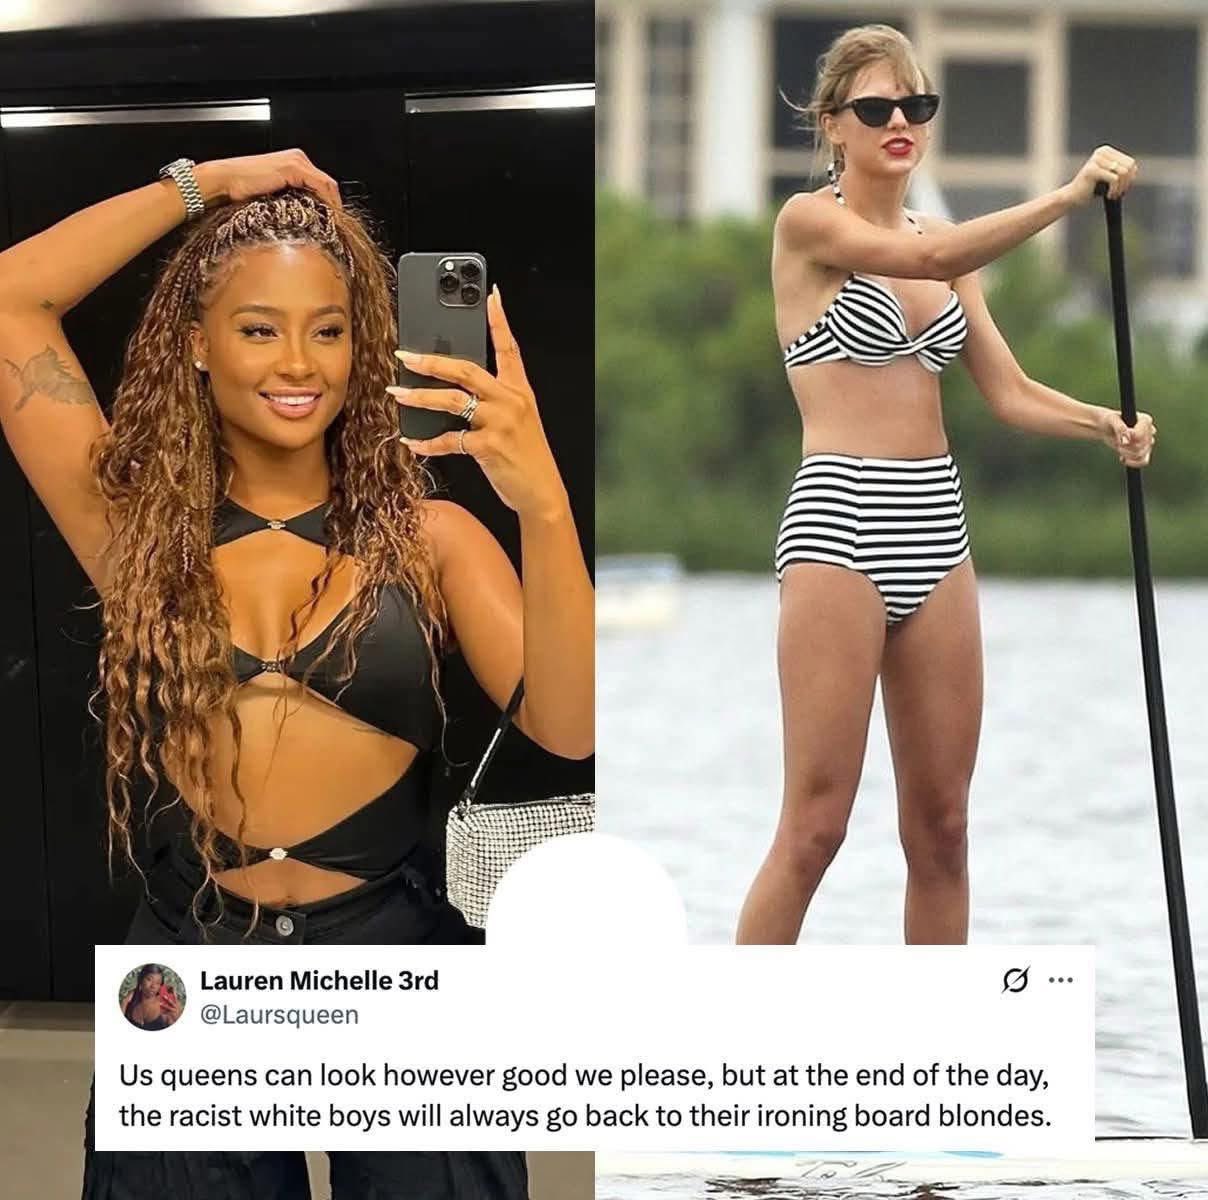 Lauren Michelle 3rd
@Laursqueen
Us queens can look however good we please, but at the end of the day,
the racist white boys will always go back to their ironing board blondes.